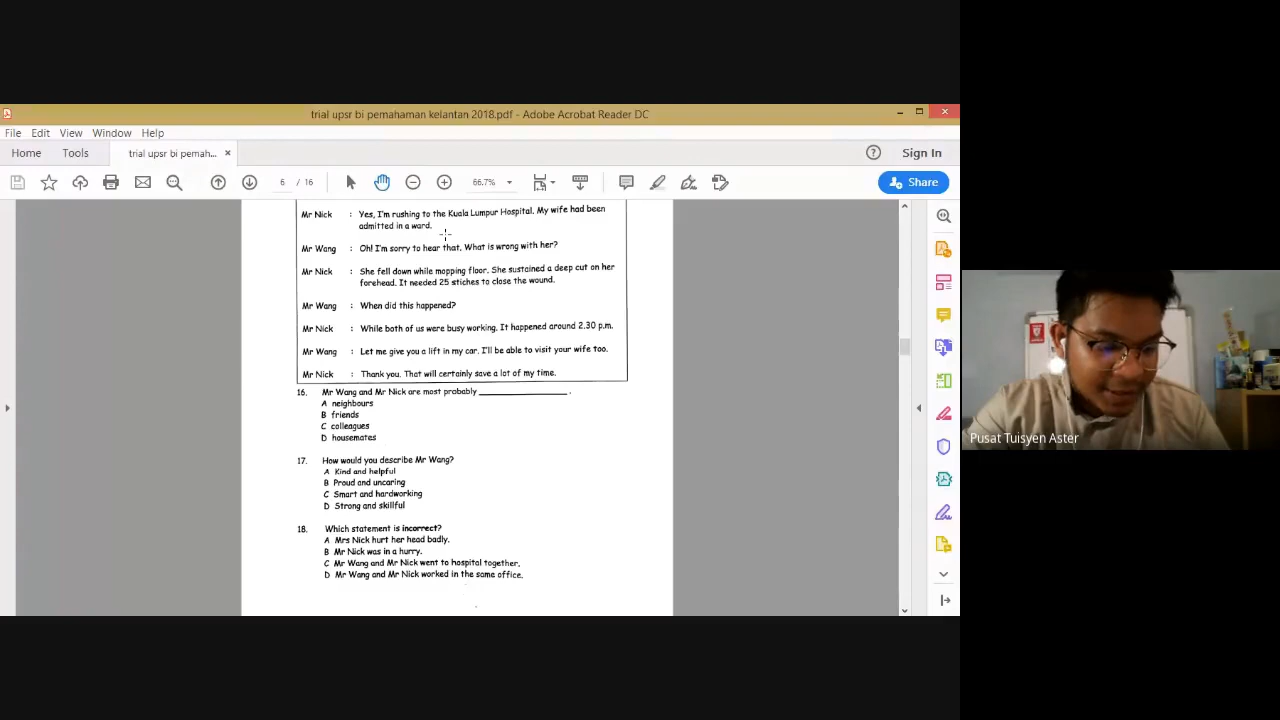 trial upsr bi pemahaman kelantan 2018.pdf - Adobe Acrobat Reader DC
File Edit View Window Help
Home Tools trial upsr bi pemah... × Sign In
6 / 16 66.7% Share
Mr Nick : Yes, I'm rushing to the Kuala Lumpur Hospital. My wife had been
admitted in a ward.
Mr Wang : Oh! I'm sorry to hear that. What is wrong with her?
Mr Nick : She fell down while mopping floor. She sustained a deep cut on her
forehead. It needed 25 stiches to close the wound.
Mr Wang : When did this happened?
Mr Nick : While both of us were busy working. It happened around 2.30 p.m.
Mr Wang : Let me give you a lift in my car. I'll be able to visit your wife too.
Mr Nick : Thank you. That will certainly save a lot of my time.
16. Mr Wang and Mr Nick are most probably ____________________ .
A neighbours
B friends
C colleagues
D housemates
17. How would you describe Mr Wang?
A Kind and helpful
B Proud and uncaring
C Smart and hardworking
D Strong and skillful
18. Which statement is incorrect?
A Mrs Nick hurt her head badly.
B Mr Nick was in a hurry.
C Mr Wang and Mr Nick went to hospital together.
D Mr Wang and Mr Nick worked in the same office.
Pusat Tuisyen Aster